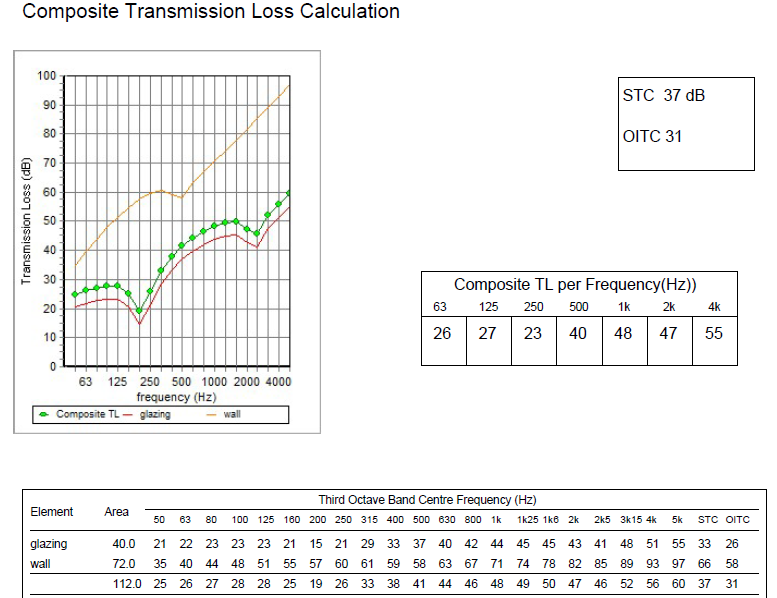 Composite Transmission Loss Calculation
100
90
80
70
60
50
40
30
20
10
0
Transmission Loss (dB)
63 125 250 500 1000 2000 4000
frequency (Hz)
Composite TL glazing wall
STC 37 dB
OITC 31
Composite TL per Frequency(Hz))
63 125 250 500 1k 2k 4k
26 27 23 40 48 47 55
Third Octave Band Centre Frequency (Hz)
Element Area 50 63 80 100 125 160 200 250 315 400 500 630 800 1k 1k25 1k6 2k 2k5 3k15 4k 5k STC OITC
glazing 40.0 21 22 23 23 23 21 15 21 29 33 37 40 42 44 45 45 43 41 48 51 55 33 26
wall 72.0 35 40 44 48 51 55 57 60 61 59 58 63 67 71 74 78 82 85 89 93 97 66 58
112.0 25 26 27 28 28 25 19 26 33 38 41 44 46 48 49 50 47 46 52 56 60 37 31